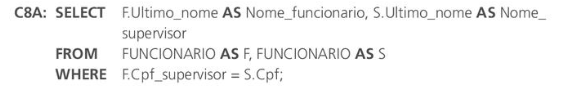 C8A: SELECT F.Ultimo_nome AS Nome_funcionario, S.Ultimo_nome AS Nome_
supervisor
FROM FUNCIONARIO AS F, FUNCIONARIO AS S
WHERE F.Cpf_supervisor = S.Cpf;